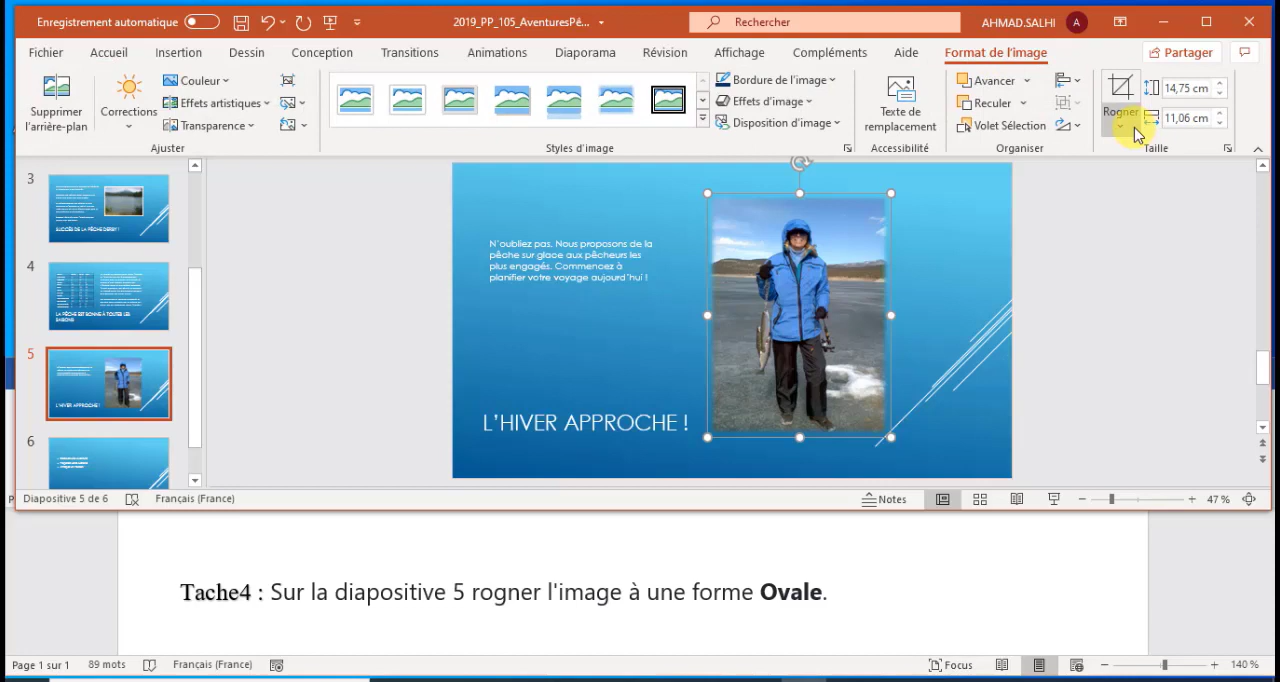 Enregistrement automatique
2019_PP_105_AventuresPê...
Rechercher
AHMAD.SALHI
A
Fichier
Accueil
Insertion
Dessin
Conception
Transitions
Animations
Diaporama
Révision
Affichage
Compléments
Aide
Format de l'image
Partager
Supprimer
l'arrière-plan
Corrections
Couleur
Effets artistiques
Transparence
Ajuster
Bordure de l'image
Effets d'image
Disposition d'image
Styles d'image
Texte de
remplacement
Accessibilité
Avancer
Reculer
Volet Sélection
Organiser
Rogner
14,75 cm
11,06 cm
Taille
3
SUCCÈS DE LA PÊCHE DERBY !
4
LA PÊCHE EST BONNE À TOUTES LES
SAISONS
5
L'HIVER APPROCHE !
6
N'oubliez pas. Nous proposons de la
pêche sur glace aux pêcheurs les
plus engagés. Commencez à
planifier votre voyage aujourd'hui !
L'HIVER APPROCHE !
Diapositive 5 de 6
Français (France)
Notes
47 %
Tache4 : Sur la diapositive 5 rogner l'image à une forme Ovale.
Page 1 sur 1
89 mots
Français (France)
Focus
140 %